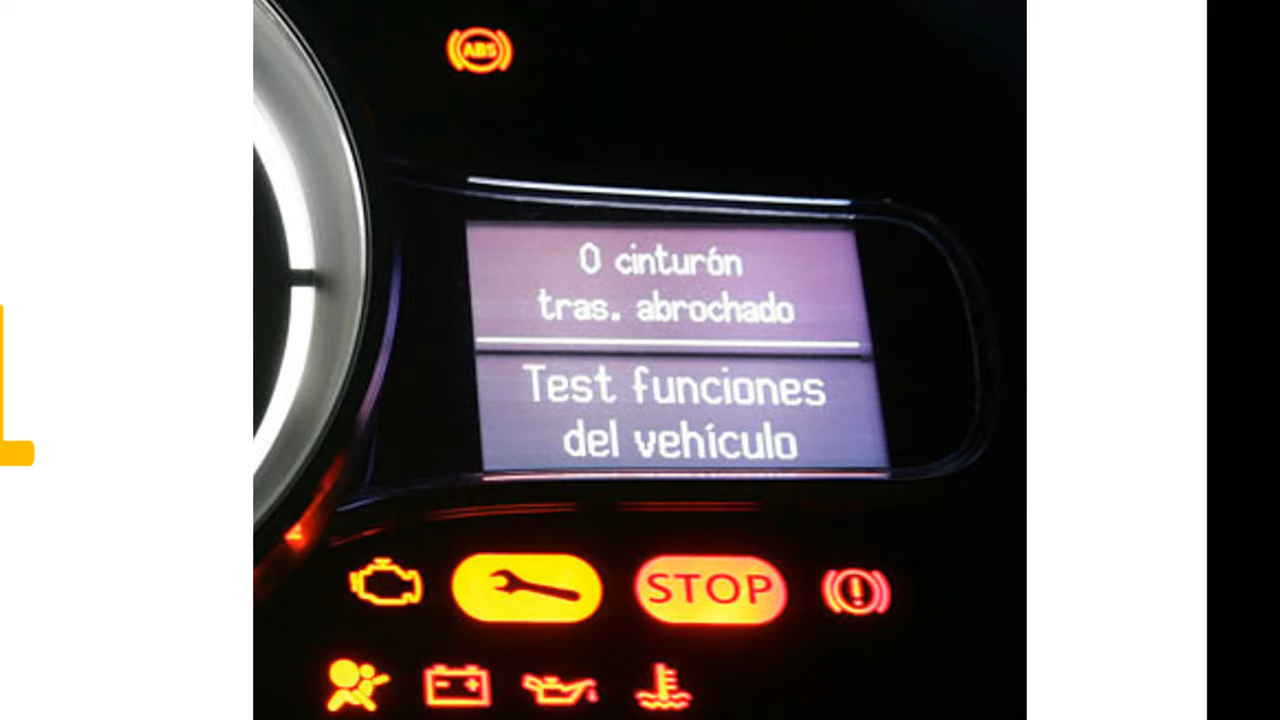 ABS
0 cinturón
tras. abrochado
Test funciones
del vehículo
STOP